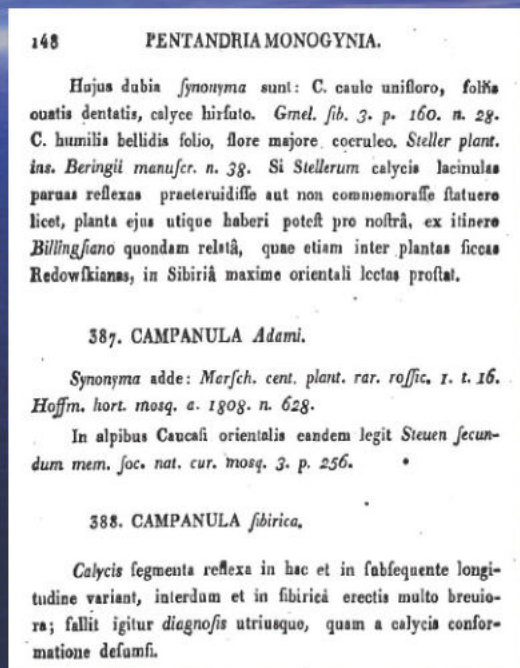 148 PENTANDRIA MONOGYNIA.
Hujus dubia ſynonyma sunt: C. caule unifloro, foliis
ouatis dentatis, calyce hirſuto. Gmel. ſib. 3. p. 160. n. 28.
C. humilis bellidis folio, flore majore coeruleo. Steller plant.
ins. Beringii manuſcr. n. 38. Si Stellerum calycis lacinulas
paruas reflexas praeteruidiſſe aut non commemoraſſe ſtatuere
licet, planta ejus utique haberi poteſt pro noſtrâ, ex itinere
Billingſiano quondam relatâ, quae etiam inter plantas ſiccas
Redowſkianas, in Sibiriâ maxime orientali lectas proſtat.
387. CAMPANULA Adami.
Synonyma adde: Marſch. cent. plant. rar. roſſic. 1. t. 16.
Hoffm. hort. mosq. a. 1808. n. 628.
In alpibus Caucaſi orientalis eandem legit Steuen ſecun-
dum mem. ſoc. nat. cur. mosq. 3. p. 256.
388. CAMPANULA ſibirica.
Calycis ſegmenta reflexa in hac et in ſubſequente longi-
tudine variant, interdum et in ſibiricâ erectis multo breuio-
ra; fallit igitur diagnoſis utriusque, quam a calycis confor-
matione deſumſi.